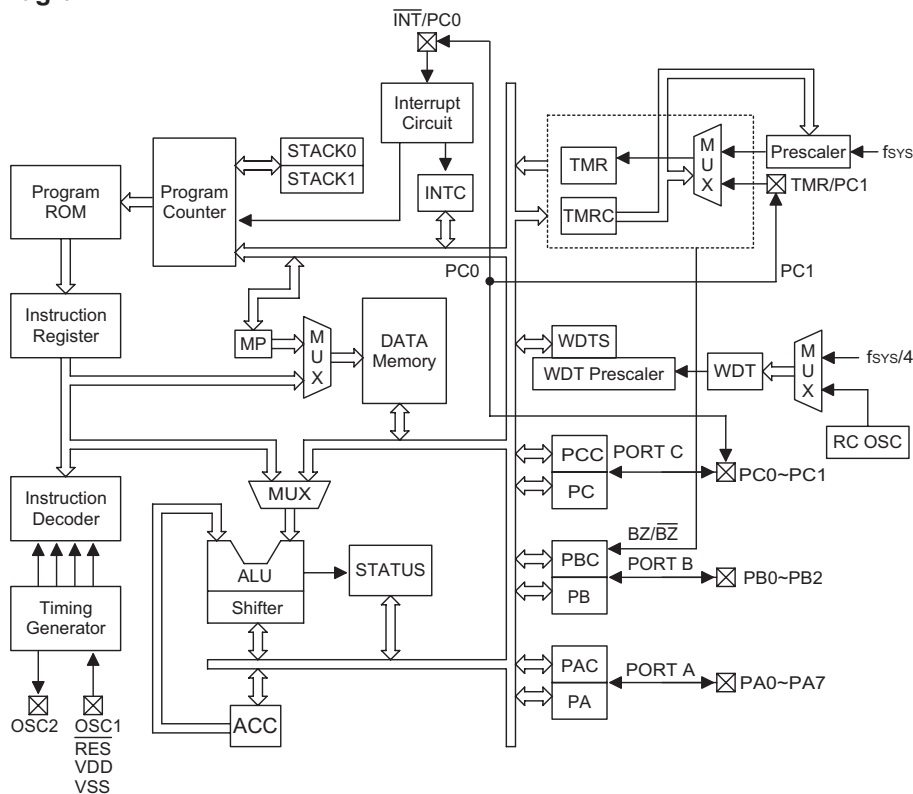 INT/PC0
Interrupt
Circuit
STACK0
STACK1
INTC
Program
ROM
Program
Counter
TMR
TMRC
MUX
Prescaler
fSYS
TMR/PC1
PC0
PC1
Instruction
Register
MP
MUX
DATA
Memory
WDTS
WDT Prescaler
WDT
MUX
fSYS/4
RC OSC
PCC
PC
PORT C
PC0~PC1
MUX
Instruction
Decoder
ALU
Shifter
STATUS
BZ/BZ
PBC
PB
PORT B
PB0~PB2
Timing
Generator
PAC
PA
PORT A
PA0~PA7
ACC
OSC2
OSC1
RES
VDD
VSS